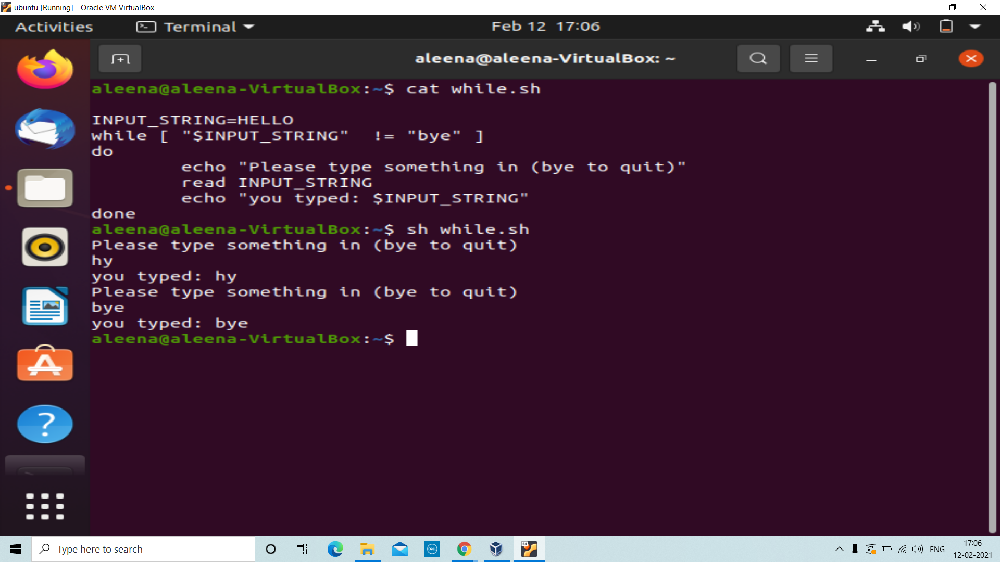 ubuntu [Running] - Oracle VM VirtualBox
Activities Terminal Feb 12 17:06
aleena@aleena-VirtualBox: ~
aleena@aleena-VirtualBox:~$ cat while.sh
INPUT_STRING=HELLO
while [ "$INPUT_STRING"  != "bye" ]
do
        echo "Please type something in (bye to quit)"
        read INPUT_STRING
        echo "you typed: $INPUT_STRING"
done
aleena@aleena-VirtualBox:~$ sh while.sh
Please type something in (bye to quit)
hy
you typed: hy
Please type something in (bye to quit)
bye
you typed: bye
aleena@aleena-VirtualBox:~$
Type here to search
DELL
64
ENG
17:06
12-02-2021